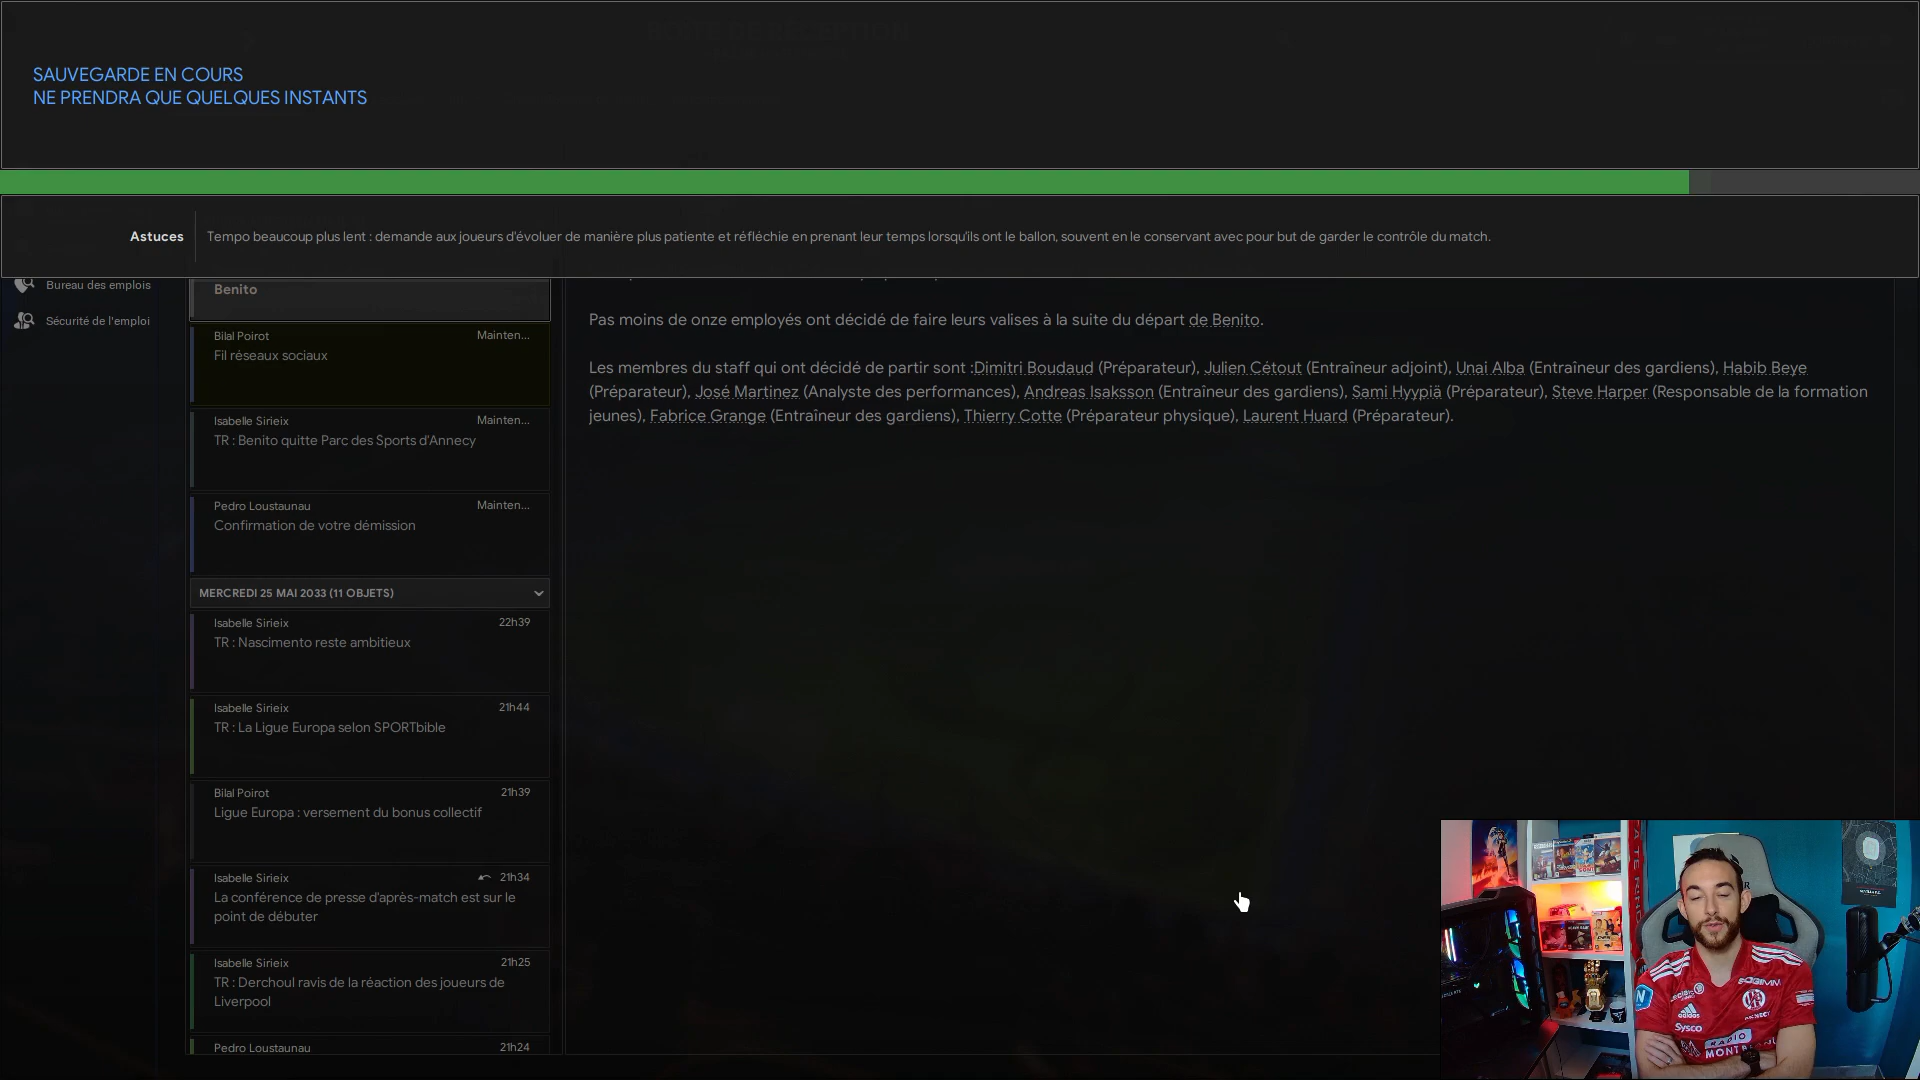 BOÎTE DE RÉCEPTION
SAUVEGARDE EN COURS
NE PRENDRA QUE QUELQUES INSTANTS
Astuces
Tempo beaucoup plus lent : demande aux joueurs d'évoluer de manière plus patiente et réfléchie en prenant leur temps lorsqu'ils ont le ballon, souvent en le conservant avec pour but de garder le contrôle du match.
Bureau des emplois
Sécurité de l'emploi
Benito
Bilal Poirot
Mainten...
Fil réseaux sociaux
Isabelle Sirieix
Mainten...
TR : Benito quitte Parc des Sports d'Annecy
Pedro Loustaunau
Mainten...
Confirmation de votre démission
MERCREDI 25 MAI 2033 (11 OBJETS)
Isabelle Sirieix
22h39
TR : Nascimento reste ambitieux
Isabelle Sirieix
21h44
TR : La Ligue Europa selon SPORTbible
Bilal Poirot
21h39
Ligue Europa : versement du bonus collectif
Isabelle Sirieix
21h34
La conférence de presse d'après-match est sur le
point de débuter
Isabelle Sirieix
21h25
TR : Derchoul ravis de la réaction des joueurs de
Liverpool
Pedro Loustaunau
21h24
Pas moins de onze employés ont décidé de faire leurs valises à la suite du départ de Benito.
Les membres du staff qui ont décidé de partir sont :Dimitri Boudaud (Préparateur), Julien Cétout (Entraîneur adjoint), Unai Alba (Entraîneur des gardiens), Habib Beye
(Préparateur), José Martinez (Analyste des performances), Andreas Isaksson (Entraîneur des gardiens), Sami Hyypiä (Préparateur), Steve Harper (Responsable de la formation
jeunes), Fabrice Grange (Entraîneur des gardiens), Thierry Cotte (Préparateur physique), Laurent Huard (Préparateur).
adidas
Sysco
RADIO